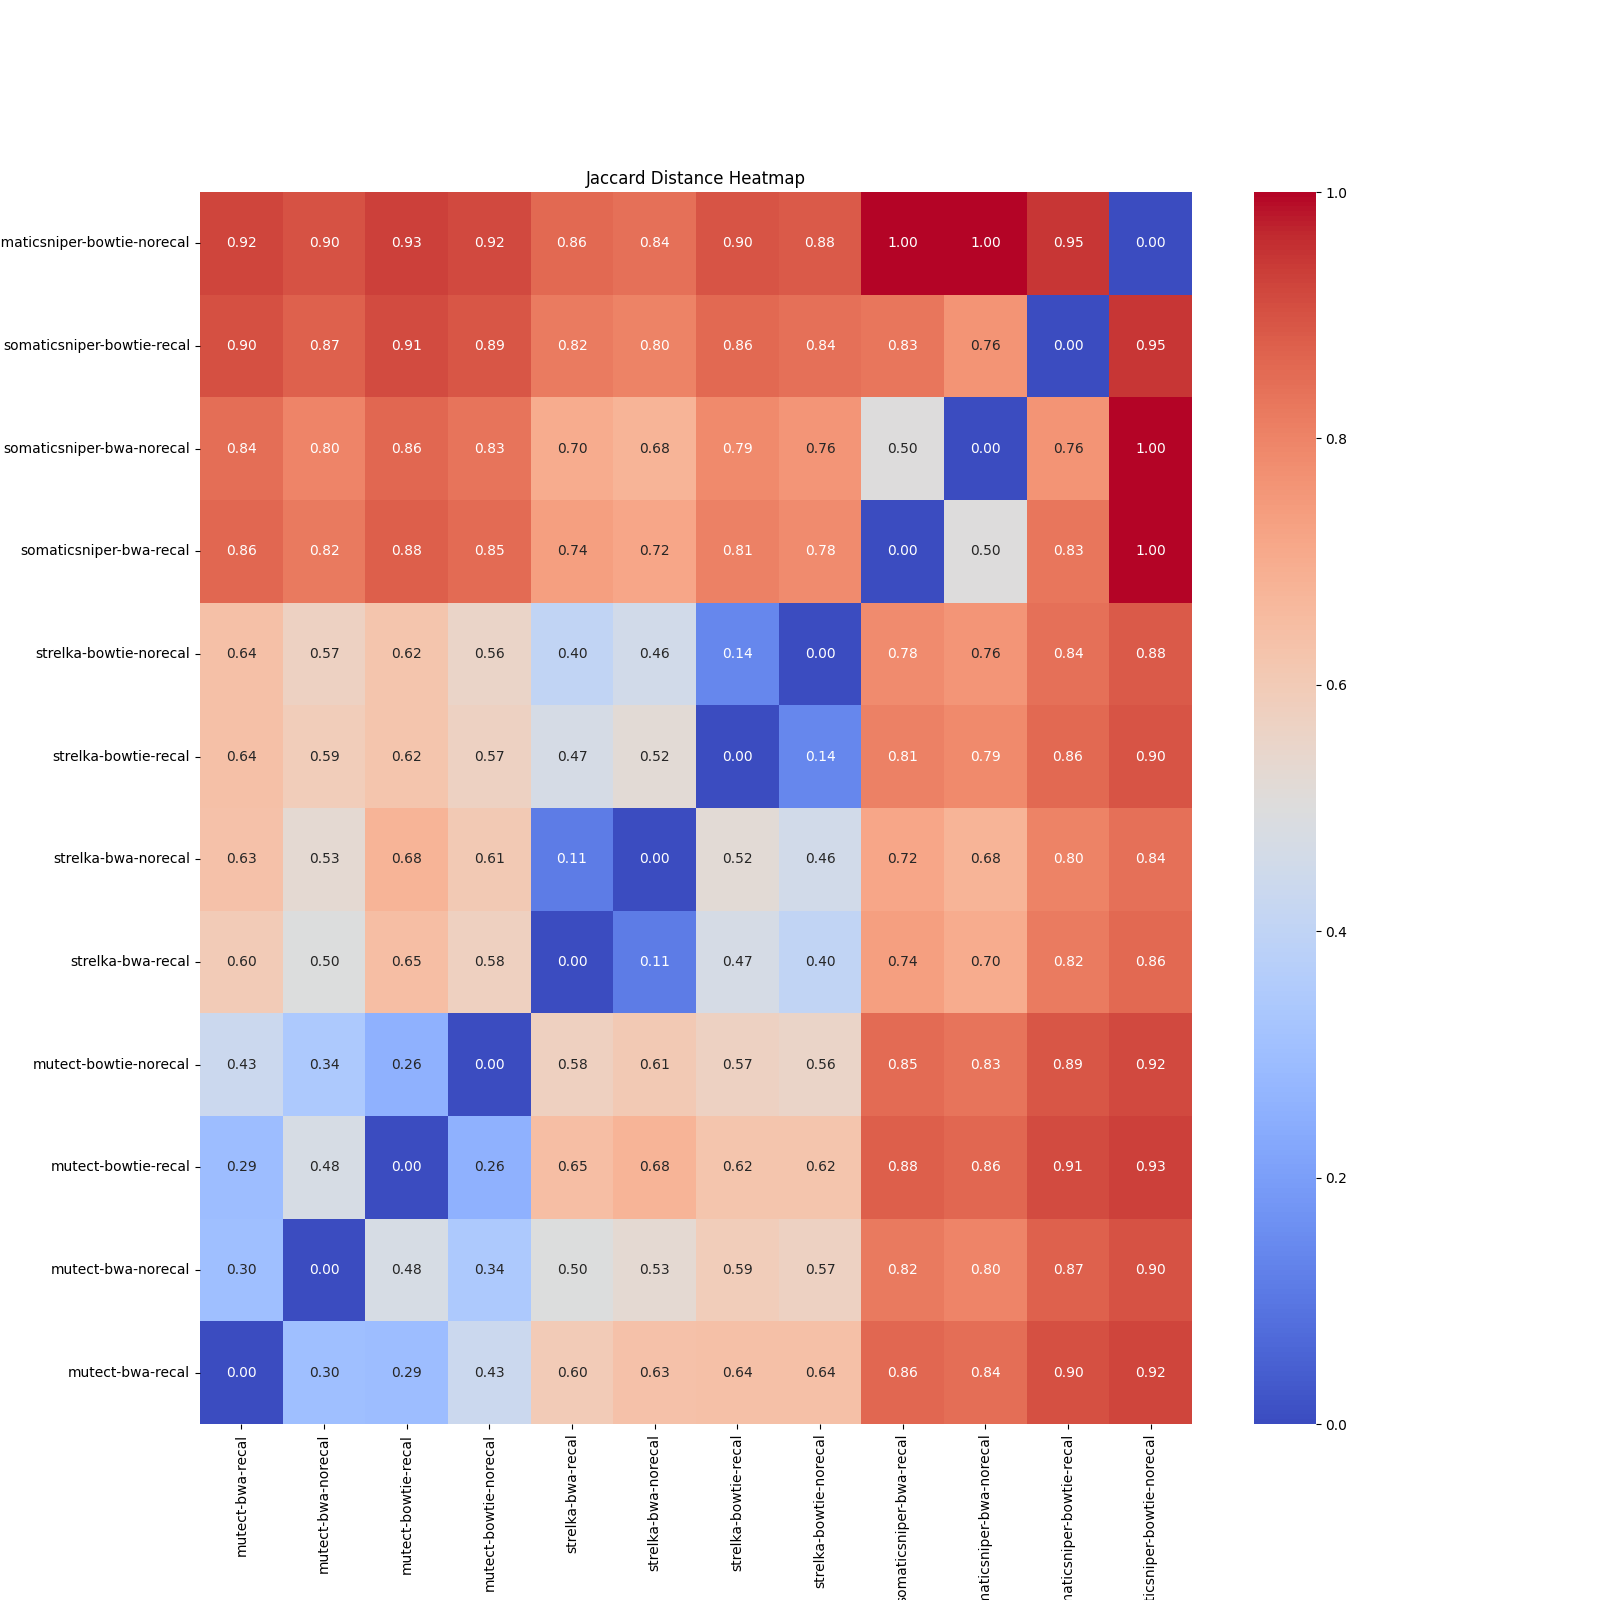 Jaccard Distance Heatmap
maticsniper-bowtie-norecal 0.92 0.90 0.93 0.92 0.86 0.84 0.90 0.88 1.00 1.00 0.95 0.00
somaticsniper-bowtie-recal 0.90 0.87 0.91 0.89 0.82 0.80 0.86 0.84 0.83 0.76 0.00 0.95
somaticsniper-bwa-norecal 0.84 0.80 0.86 0.83 0.70 0.68 0.79 0.76 0.50 0.00 0.76 1.00
somaticsniper-bwa-recal 0.86 0.82 0.88 0.85 0.74 0.72 0.81 0.78 0.00 0.50 0.83 1.00
strelka-bowtie-norecal 0.64 0.57 0.62 0.56 0.40 0.46 0.14 0.00 0.78 0.76 0.84 0.88
strelka-bowtie-recal 0.64 0.59 0.62 0.57 0.47 0.52 0.00 0.14 0.81 0.79 0.86 0.90
strelka-bwa-norecal 0.63 0.53 0.68 0.61 0.11 0.00 0.52 0.46 0.72 0.68 0.80 0.84
strelka-bwa-recal 0.60 0.50 0.65 0.58 0.00 0.11 0.47 0.40 0.74 0.70 0.82 0.86
mutect-bowtie-norecal 0.43 0.34 0.26 0.00 0.58 0.61 0.57 0.56 0.85 0.83 0.89 0.92
mutect-bowtie-recal 0.29 0.48 0.00 0.26 0.65 0.68 0.62 0.62 0.88 0.86 0.91 0.93
mutect-bwa-norecal 0.30 0.00 0.48 0.34 0.50 0.53 0.59 0.57 0.82 0.80 0.87 0.90
mutect-bwa-recal 0.00 0.30 0.29 0.43 0.60 0.63 0.64 0.64 0.86 0.84 0.90 0.92
mutect-bwa-recal
mutect-bwa-norecal
mutect-bowtie-recal
mutect-bowtie-norecal
strelka-bwa-recal
strelka-bwa-norecal
strelka-bowtie-recal
strelka-bowtie-norecal
somaticsniper-bwa-recal
maticsniper-bwa-norecal
maticsniper-bowtie-recal
ticsniper-bowtie-norecal
1.0
0.8
0.6
0.4
0.2
0.0